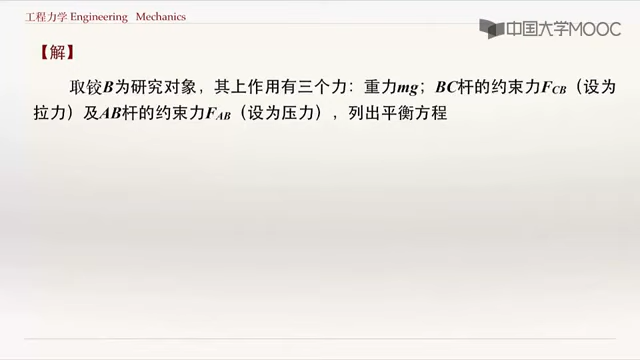 工程力学 Engineering Mechanics
中国大学MOOC
【解】
取铰B为研究对象，其上作用有三个力：重力mg；BC杆的约束力FCB（设为
拉力）及AB杆的约束力FAB（设为压力），列出平衡方程